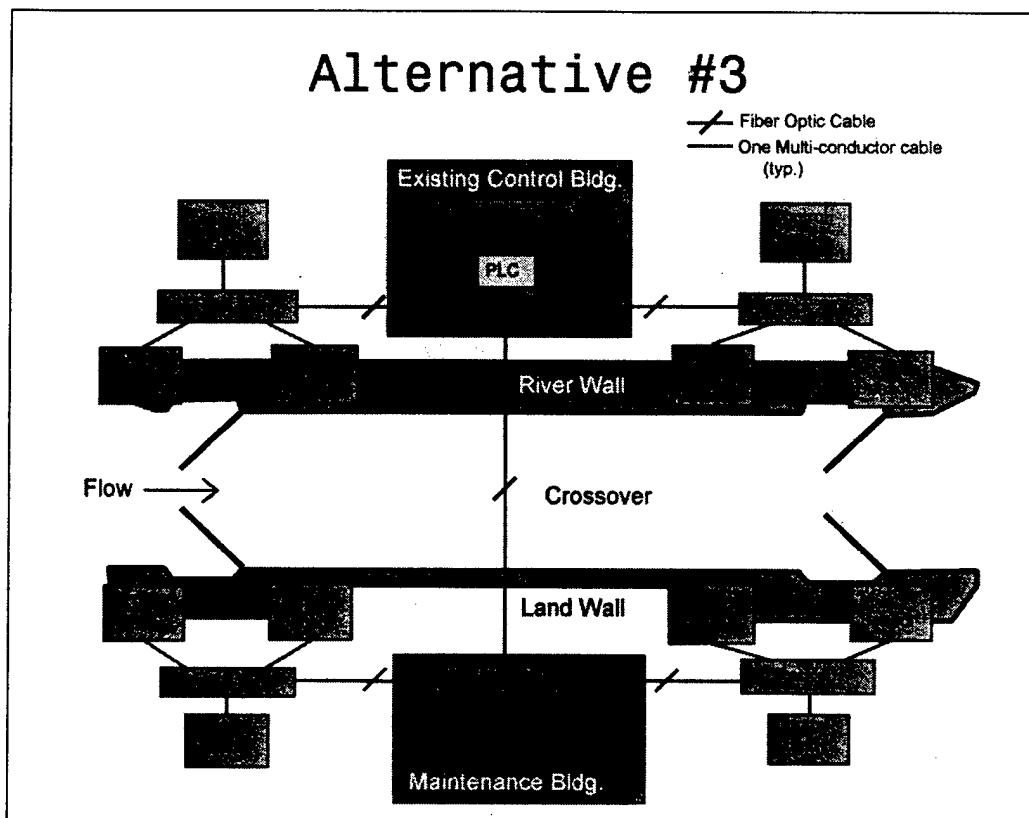 Alternative #3
Fiber Optic Cable
One Multi-conductor cable
(typ.)
Existing Control Bldg.
PLC
River Wall
Flow
Crossover
Land Wall
Maintenance Bldg.